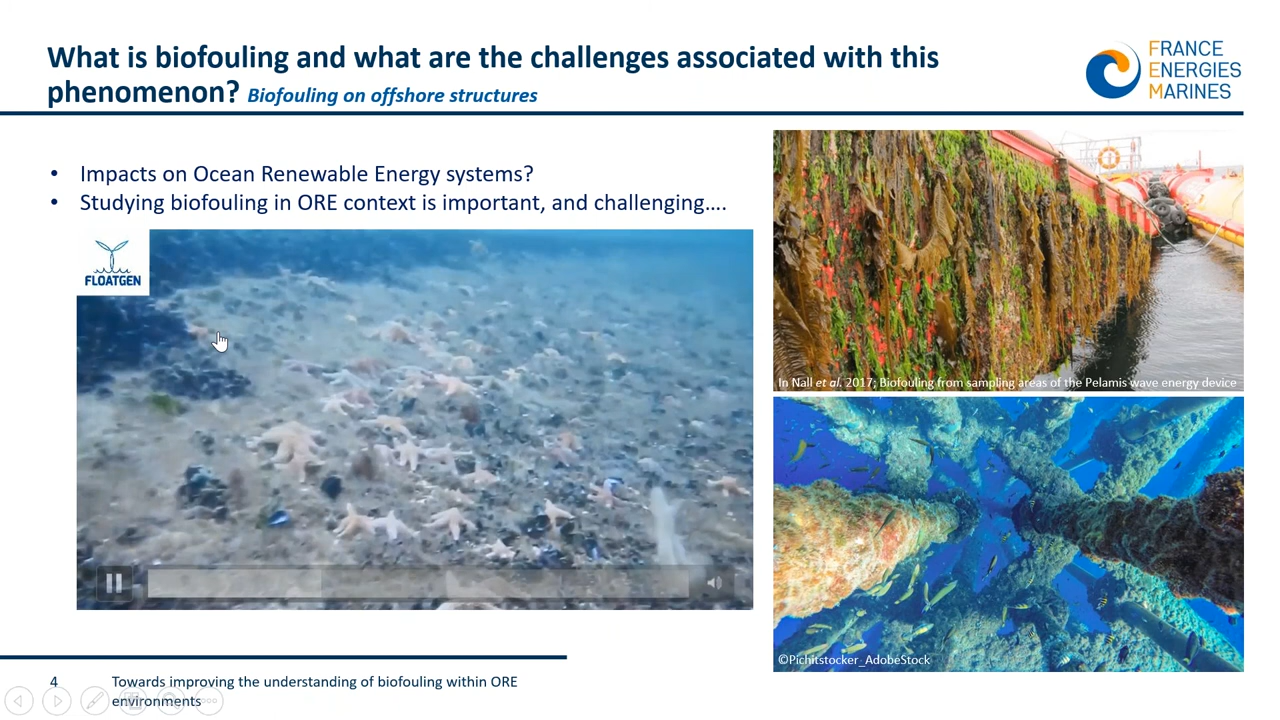 What is biofouling and what are the challenges associated with this
phenomenon? Biofouling on offshore structures
FRANCE
ENERGIES
MARINES
• Impacts on Ocean Renewable Energy systems?
• Studying biofouling in ORE context is important, and challenging....
FLOATGEN
In Nall et al. 2017; Biofouling from sampling areas of the Pelamis wave energy device
©Pichitstocker_AdobeStock
4
Towards improving the understanding of biofouling within ORE
environments